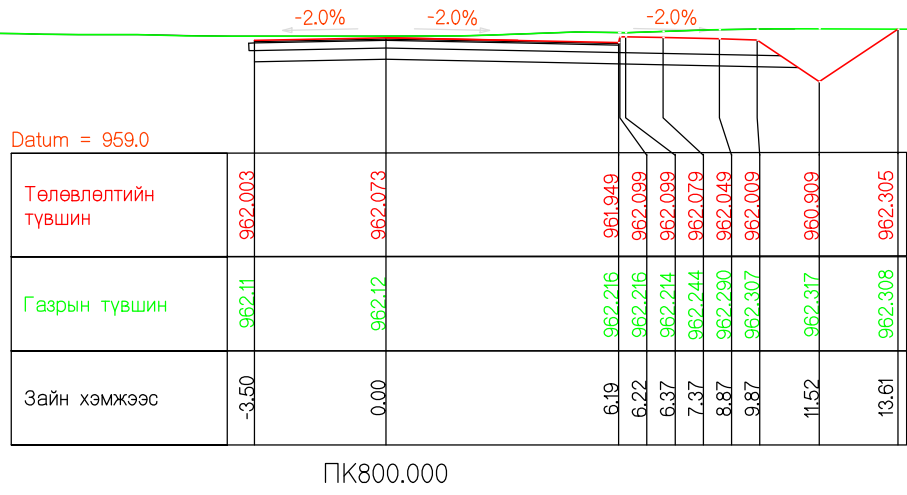 -2.0% -2.0% -2.0%
Datum = 959.0
Төлөвлөлтийн
түвшин
962.003 962.073 961.949 962.099 962.099 962.079 962.049 962.009 960.909 962.305
Газрын түвшин
962.11 962.12 962.216 962.216 962.214 962.244 962.290 962.307 962.317 962.308
Зайн хэмжээс
-3.50 0.00 6.19 6.22 6.37 7.37 8.87 9.87 11.52 13.61
ПК800.000